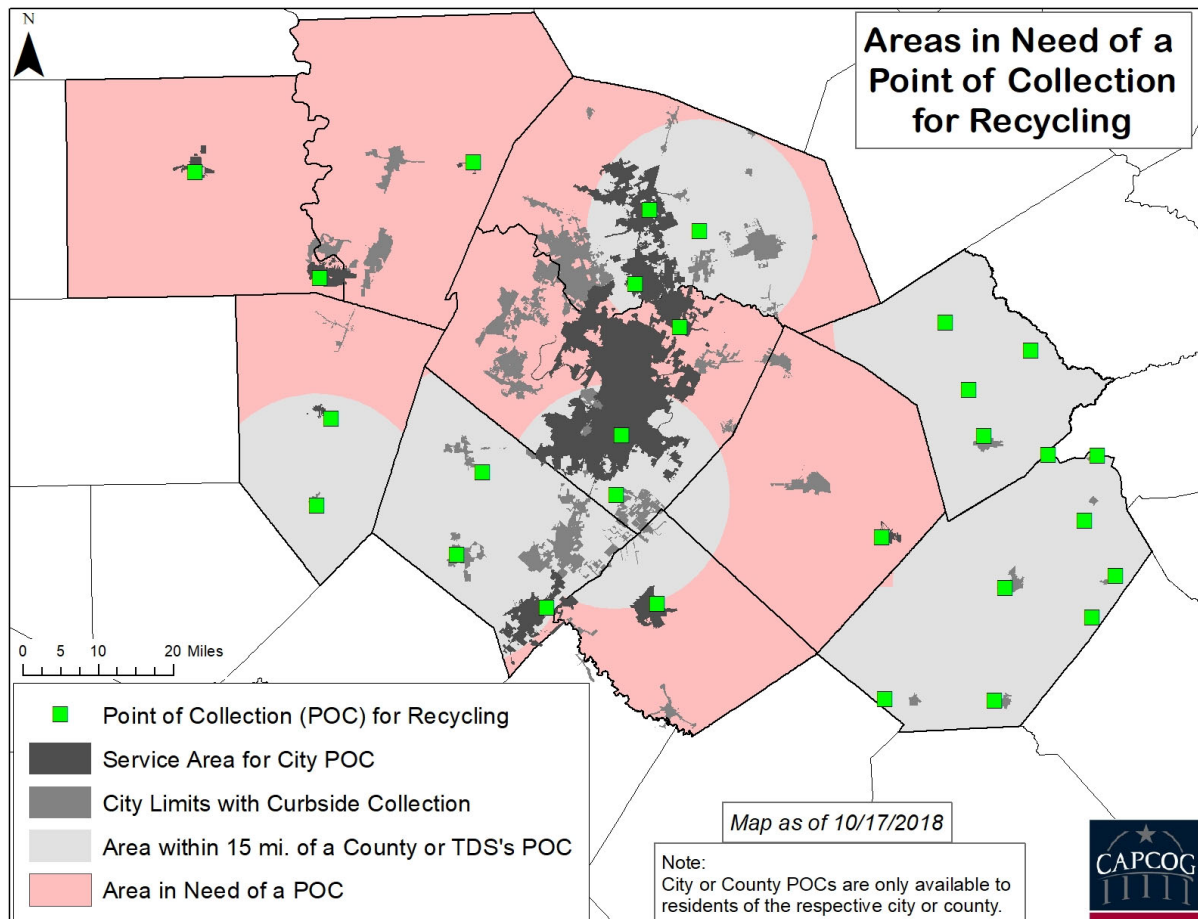 N
Areas in Need of a
Point of Collection
for Recycling
0 5 10 20 Miles
Point of Collection (POC) for Recycling
Service Area for City POC
City Limits with Curbside Collection
Area within 15 mi. of a County or TDS's POC
Area in Need of a POC
Map as of 10/17/2018
Note:
City or County POCs are only available to
residents of the respective city or county.
CAPCOG